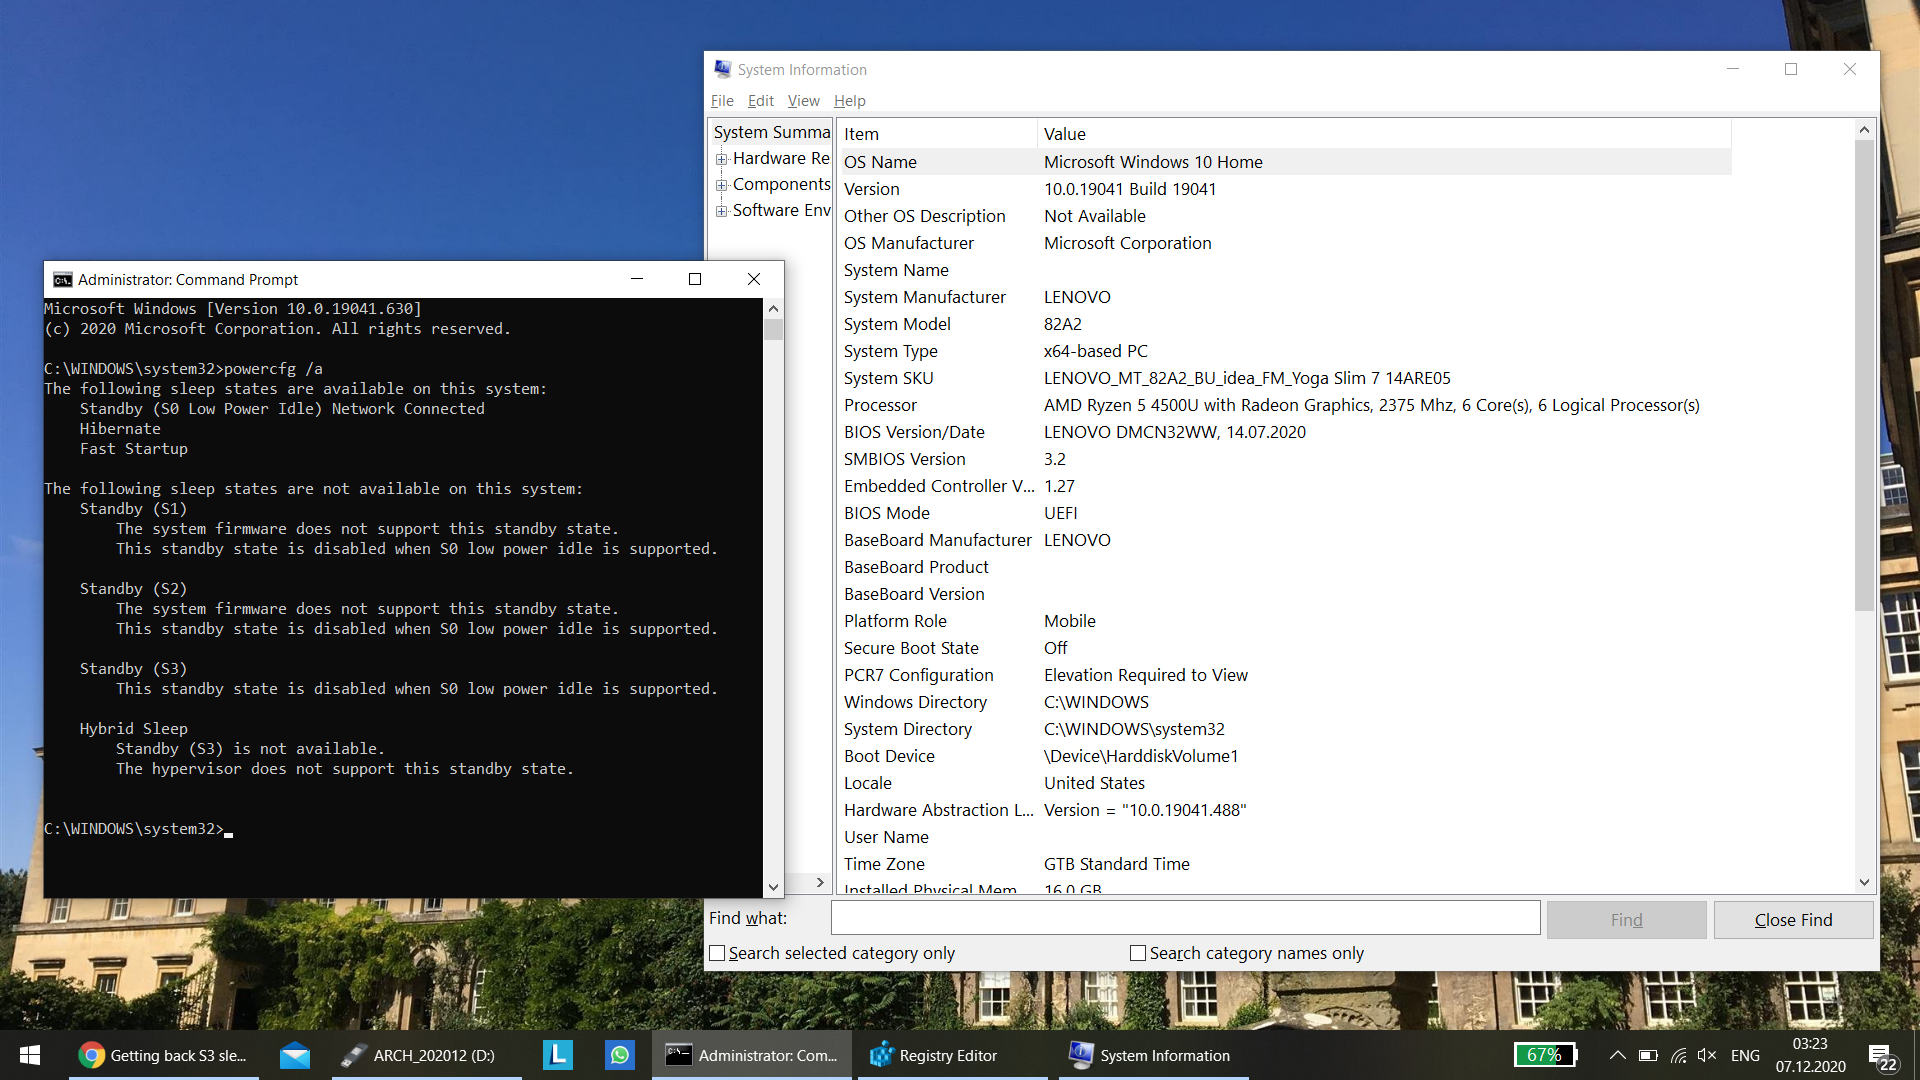 System Information
File Edit View Help
System Summa
Hardware Re
Components
Software Env
Item Value
OS Name Microsoft Windows 10 Home
Version 10.0.19041 Build 19041
Other OS Description Not Available
OS Manufacturer Microsoft Corporation
System Name
System Manufacturer LENOVO
System Model 82A2
System Type x64-based PC
System SKU LENOVO_MT_82A2_BU_idea_FM_Yoga Slim 7 14ARE05
Processor AMD Ryzen 5 4500U with Radeon Graphics, 2375 Mhz, 6 Core(s), 6 Logical Processor(s)
BIOS Version/Date LENOVO DMCN32WW, 14.07.2020
SMBIOS Version 3.2
Embedded Controller V... 1.27
BIOS Mode UEFI
BaseBoard Manufacturer LENOVO
BaseBoard Product
BaseBoard Version
Platform Role Mobile
Secure Boot State Off
PCR7 Configuration Elevation Required to View
Windows Directory C:\WINDOWS
System Directory C:\WINDOWS\system32
Boot Device \Device\HarddiskVolume1
Locale United States
Hardware Abstraction L... Version = "10.0.19041.488"
User Name
Time Zone GTB Standard Time
Installed Physical Mem 16.0 GB
Find what: Find Close Find
Search selected category only Search category names only
Administrator: Command Prompt
Microsoft Windows [Version 10.0.19041.630]
(c) 2020 Microsoft Corporation. All rights reserved.
C:\WINDOWS\system32>powercfg /a
The following sleep states are available on this system:
Standby (S0 Low Power Idle) Network Connected
Hibernate
Fast Startup
The following sleep states are not available on this system:
Standby (S1)
The system firmware does not support this standby state.
This standby state is disabled when S0 low power idle is supported.
Standby (S2)
The system firmware does not support this standby state.
This standby state is disabled when S0 low power idle is supported.
Standby (S3)
This standby state is disabled when S0 low power idle is supported.
Hybrid Sleep
Standby (S3) is not available.
The hypervisor does not support this standby state.
C:\WINDOWS\system32>
Getting back S3 sle... ARCH_202012 (D:) L Administrator: Com... Registry Editor System Information 67% ENG 03:23
07.12.2020 22